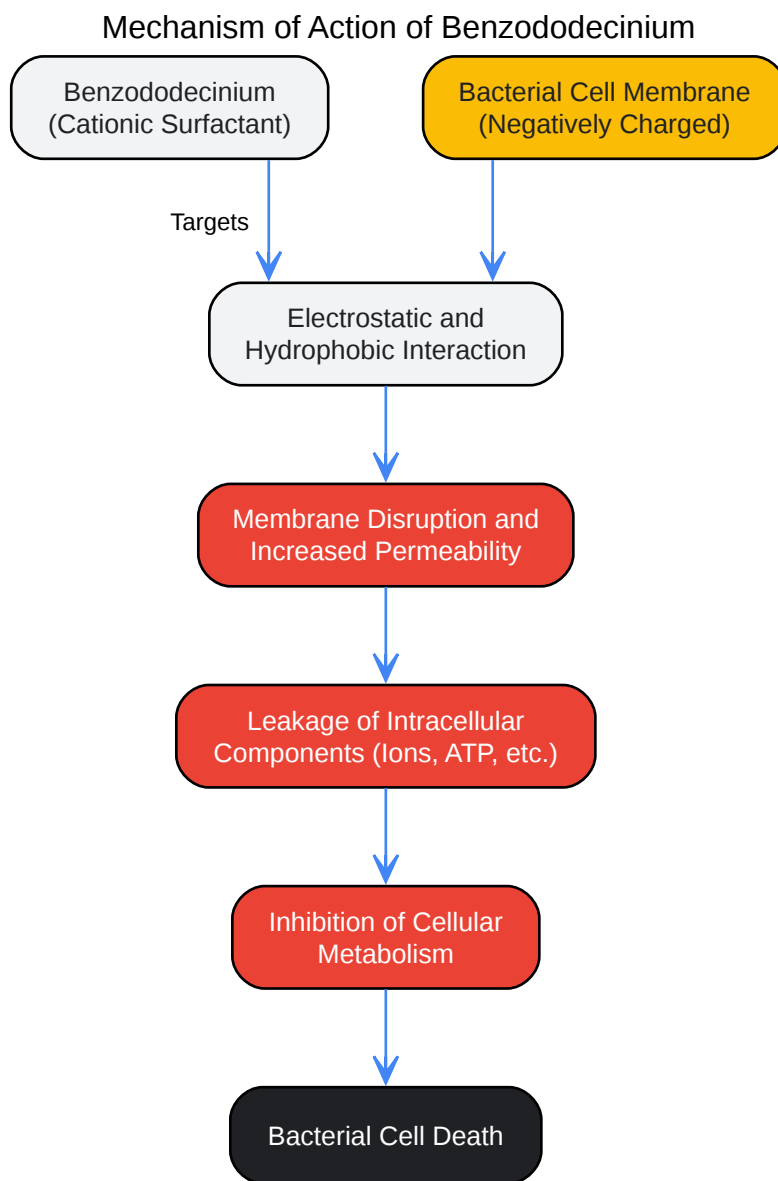 Mechanism of Action of Benzododecinium
Benzododecinium
(Cationic Surfactant)
Bacterial Cell Membrane
(Negatively Charged)
Targets
Electrostatic and
Hydrophobic Interaction
Membrane Disruption and
Increased Permeability
Leakage of Intracellular
Components (Ions, ATP, etc.)
Inhibition of Cellular
Metabolism
Bacterial Cell Death